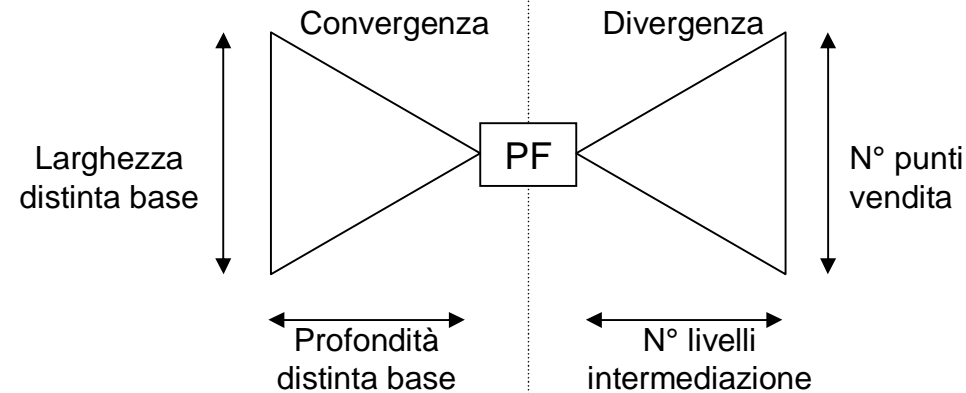 Convergenza
Divergenza
Larghezza
distinta base
PF
N° punti
vendita
Profondità
distinta base
N° livelli
intermediazione